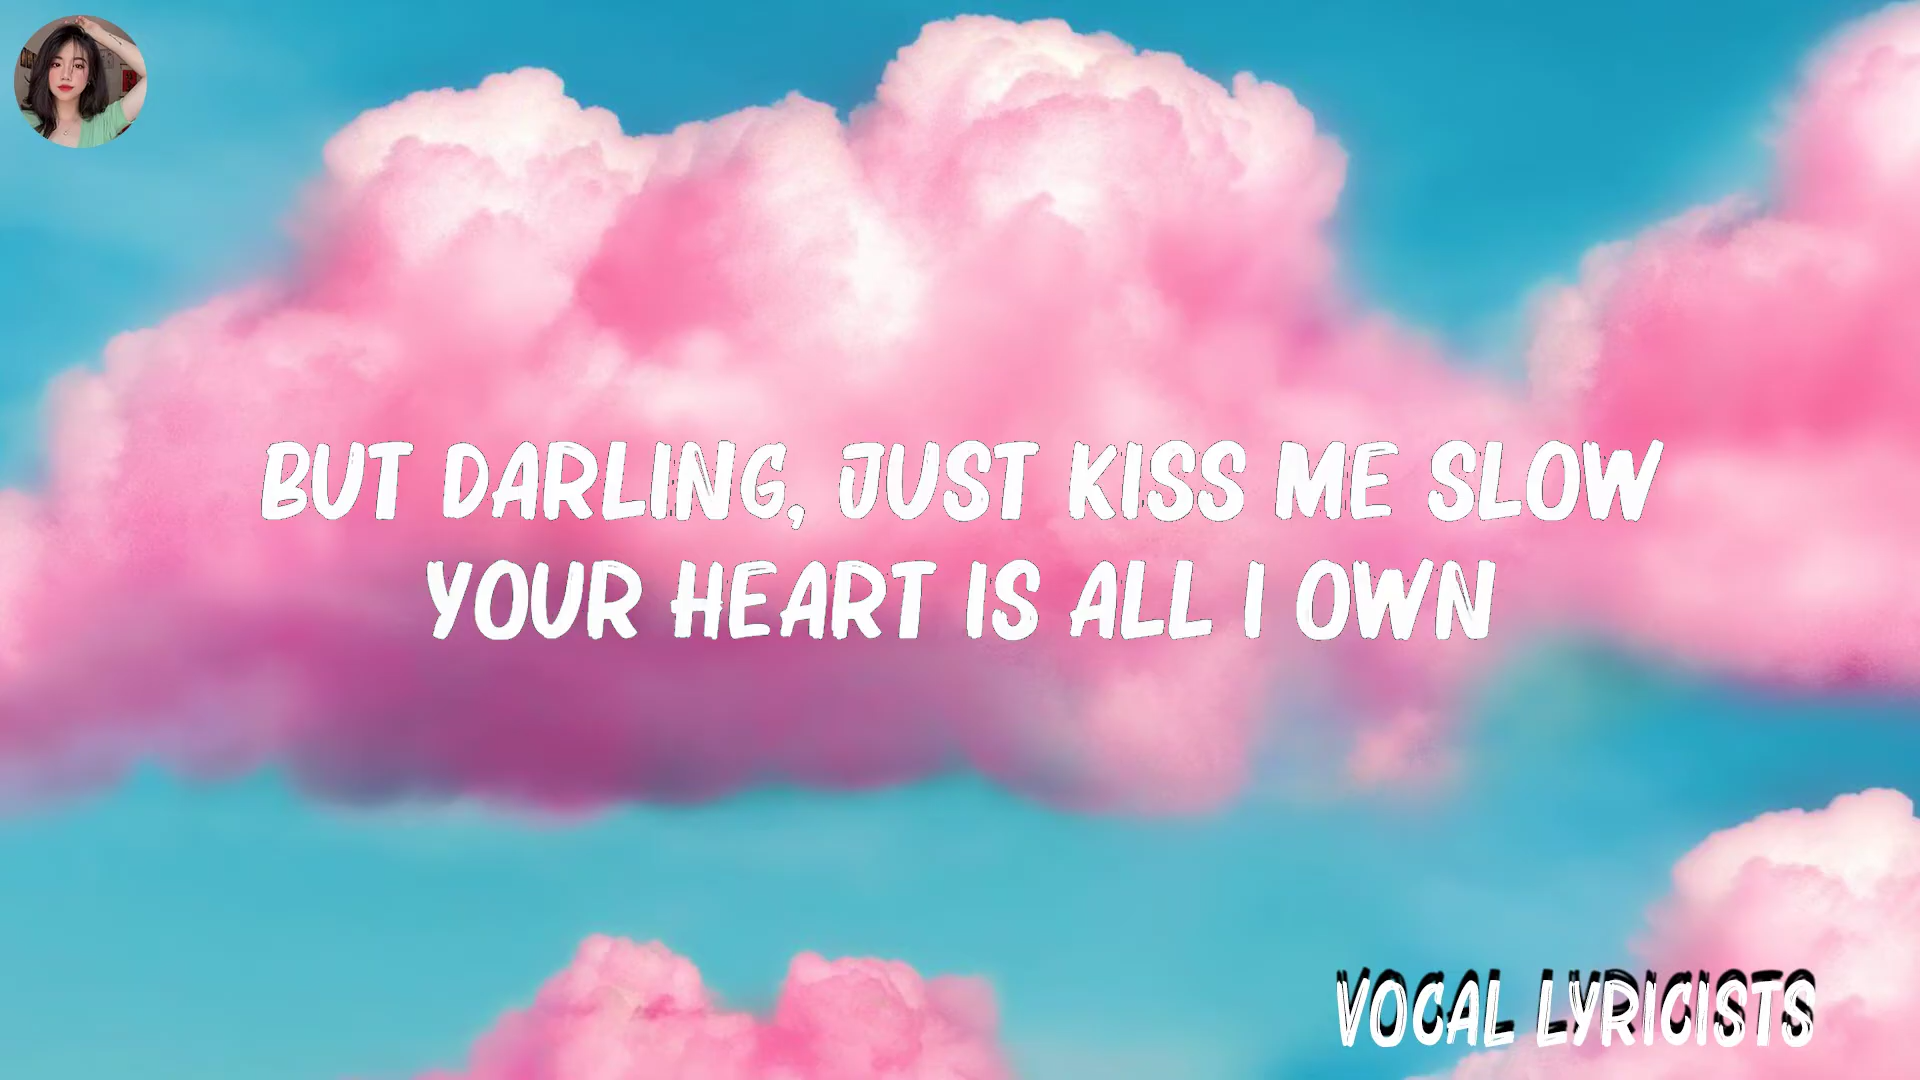 BUT DARLING, JUST KISS ME SLOW
YOUR HEART IS ALL I OWN
VOCAL LYRICISTS